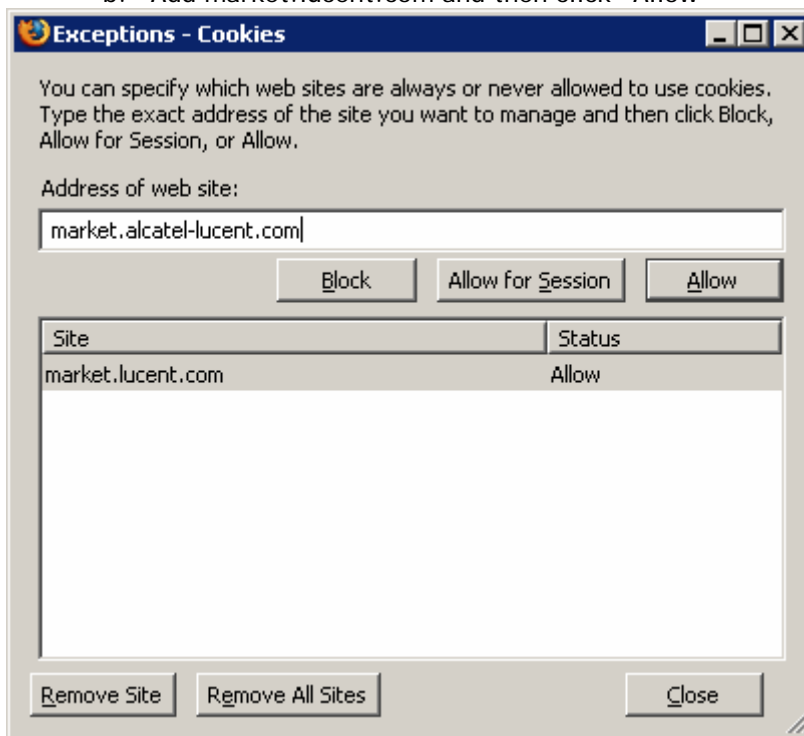 Exceptions - Cookies
You can specify which web sites are always or never allowed to use cookies.
Type the exact address of the site you want to manage and then click Block,
Allow for Session, or Allow.
Address of web site:
market.alcatel-lucent.com
Block Allow for Session Allow
Site Status
market.lucent.com Allow
Remove Site Remove All Sites Close